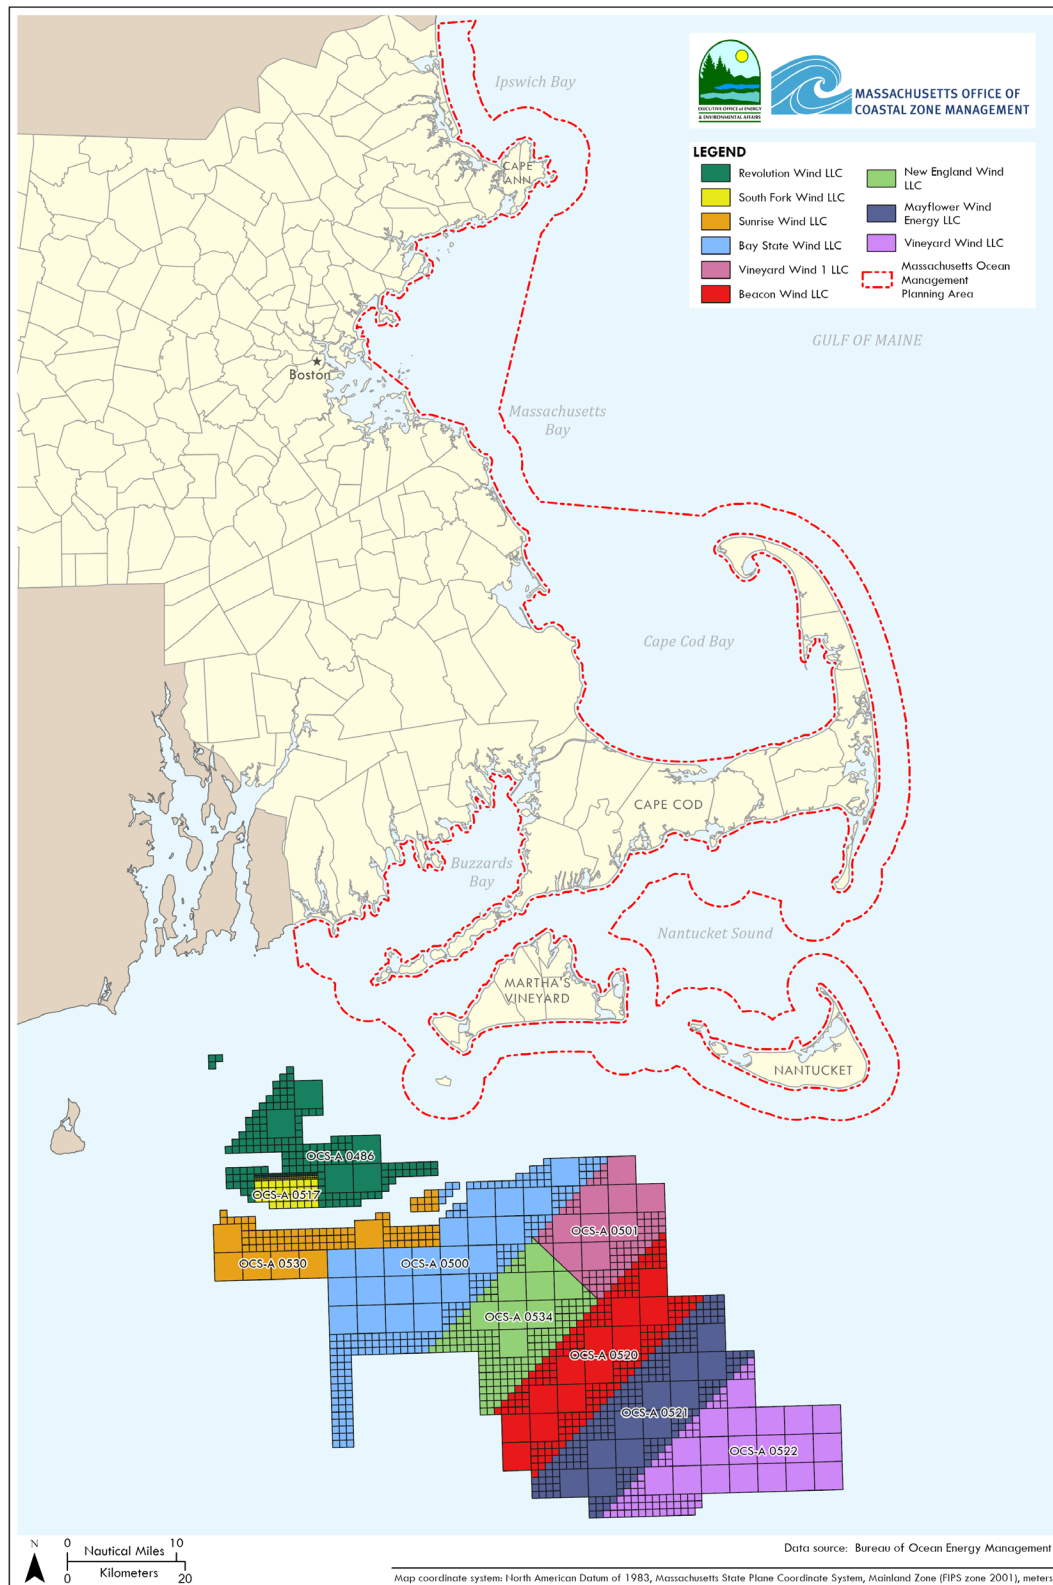 Ipswich Bay
EXECUTIVE OFFICE of ENERGY
& ENVIRONMENTAL AFFAIRS
MASSACHUSETTS OFFICE OF
COASTAL ZONE MANAGEMENT
LEGEND
Revolution Wind LLC
South Fork Wind LLC
Sunrise Wind LLC
Bay State Wind LLC
Vineyard Wind 1 LLC
Beacon Wind LLC
New England Wind
LLC
Mayflower Wind
Energy LLC
Vineyard Wind LLC
Massachusetts Ocean
Management
Planning Area
CAPE
ANN
GULF OF MAINE
Boston
Massachusetts
Bay
Cape Cod Bay
CAPE COD
Buzzards
Bay
Nantucket Sound
MARTHA'S
VINEYARD
NANTUCKET
OCS-A 0486
OCS-A 0517
OCS-A 0501
OCS-A 0530
OCS-A 0500
OCS-A 0534
OCS-A 0520
OCS-A 0521
OCS-A 0522
N
0 10
Nautical Miles
Kilometers
0 20
Data source: Bureau of Ocean Energy Management
Map coordinate system: North American Datum of 1983, Massachusetts State Plane Coordinate System, Mainland Zone (FIPS zone 2001), meters